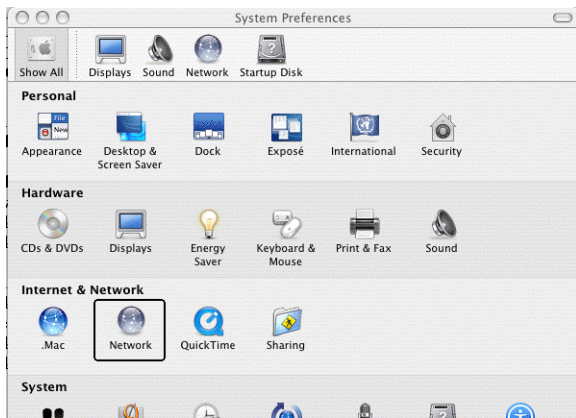 System Preferences
Show All Displays Sound Network Startup Disk
Personal
File
New
Appearance Desktop & Screen Saver Dock Exposé International Security
Hardware
CDs & DVDs Displays Energy Saver Keyboard & Mouse Print & Fax Sound
Internet & Network
.Mac Network QuickTime Sharing
System